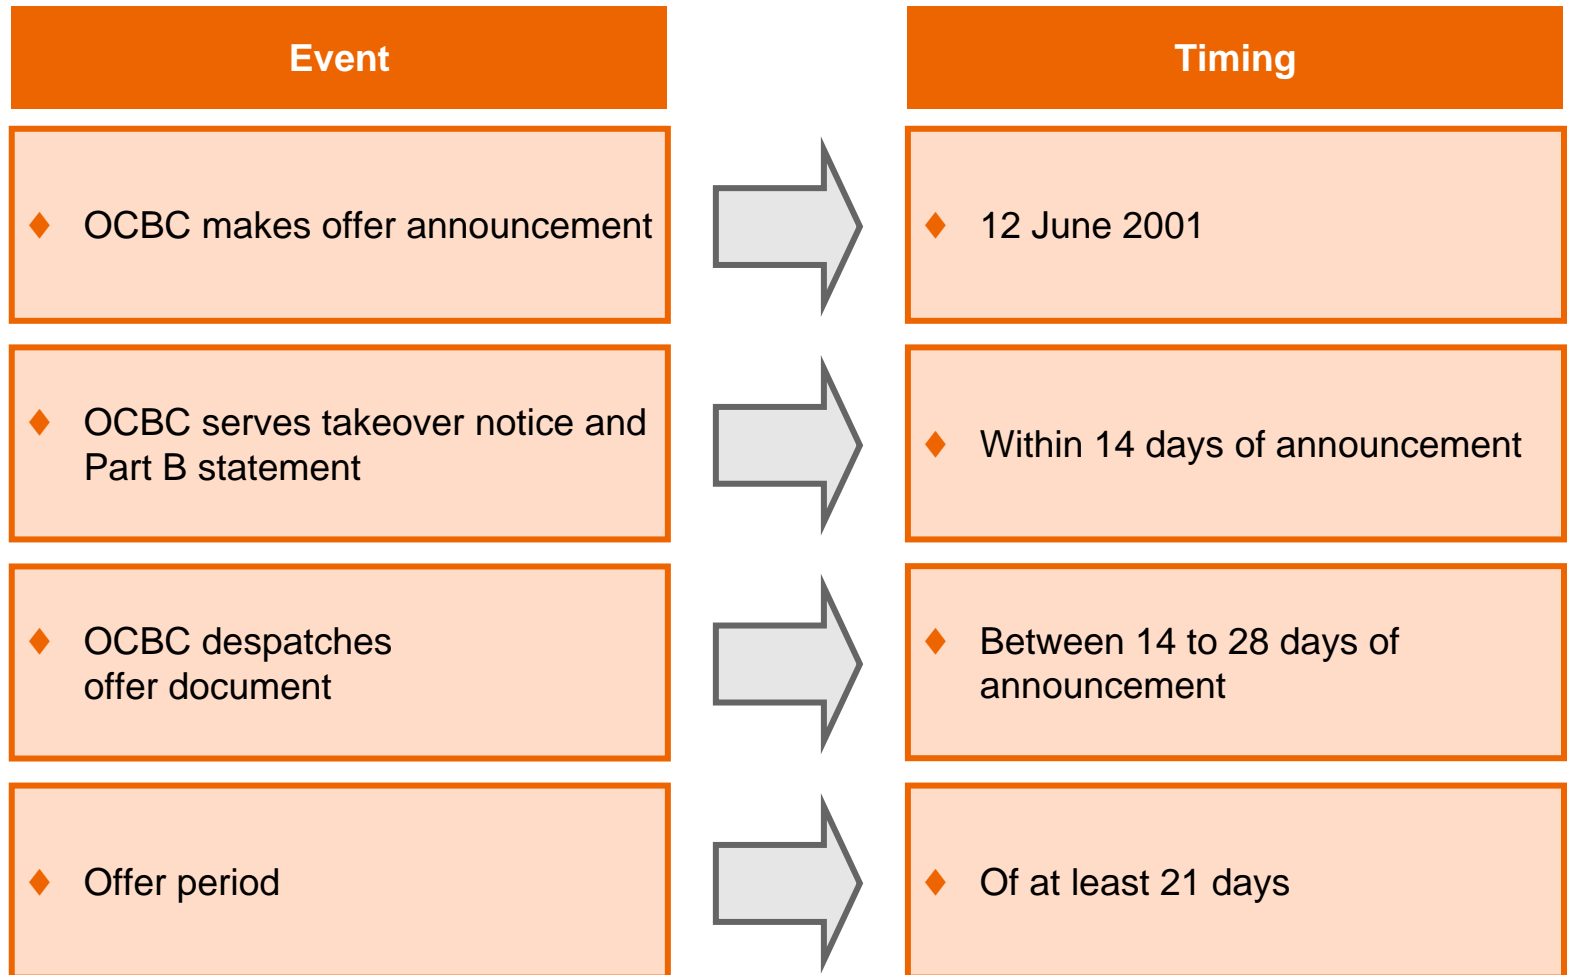 Event
Timing
♦ OCBC makes offer announcement
♦ 12 June 2001
♦ OCBC serves takeover notice and
Part B statement
♦ Within 14 days of announcement
♦ OCBC despatches
offer document
♦ Between 14 to 28 days of
announcement
♦ Offer period
♦ Of at least 21 days